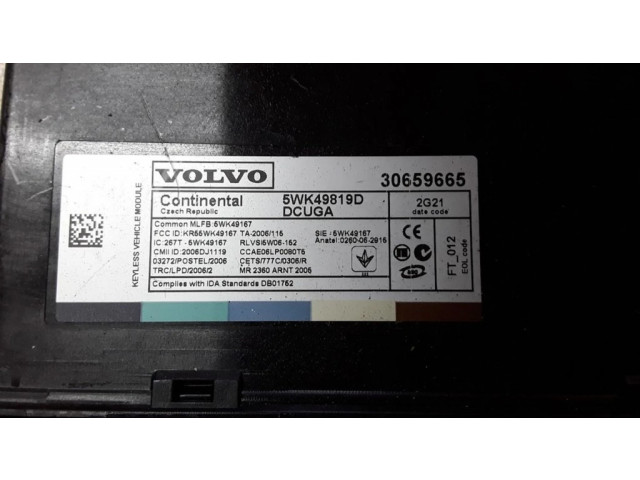 KEYLESS VEHICLE MODULE
VOLVO
30659665
Continental
Czech Republic
5WK49819D
DCUGA
2G21
date code
Common MLFB 5WK49167
FCC ID: KR55WK49167 TA-2006/115
SIE: 5WK49167
IC:267T - 5WK49167 RLVSI5W06-152
Anatel:0260-06-2916
CMII ID: 2006DJ1119 CCAE06LP0080T5
03272/POSTEL/2006 CETS/777C/0306/R
TRC/LPD/2006/2 MR 2360 ARNT 2006
Complies with IDA Standards DB01752
FT_012
EOL code